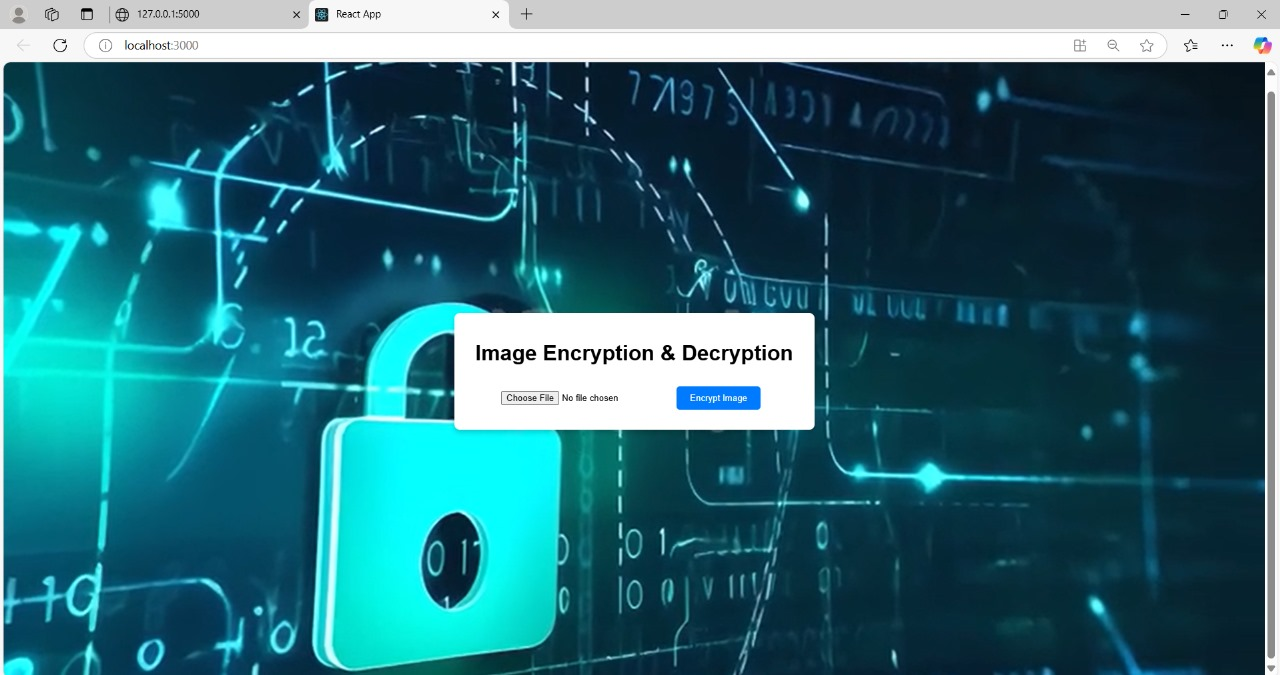 127.0.0.1:5000
React App
localhost:3000
Image Encryption & Decryption
Choose File No file chosen
Encrypt Image